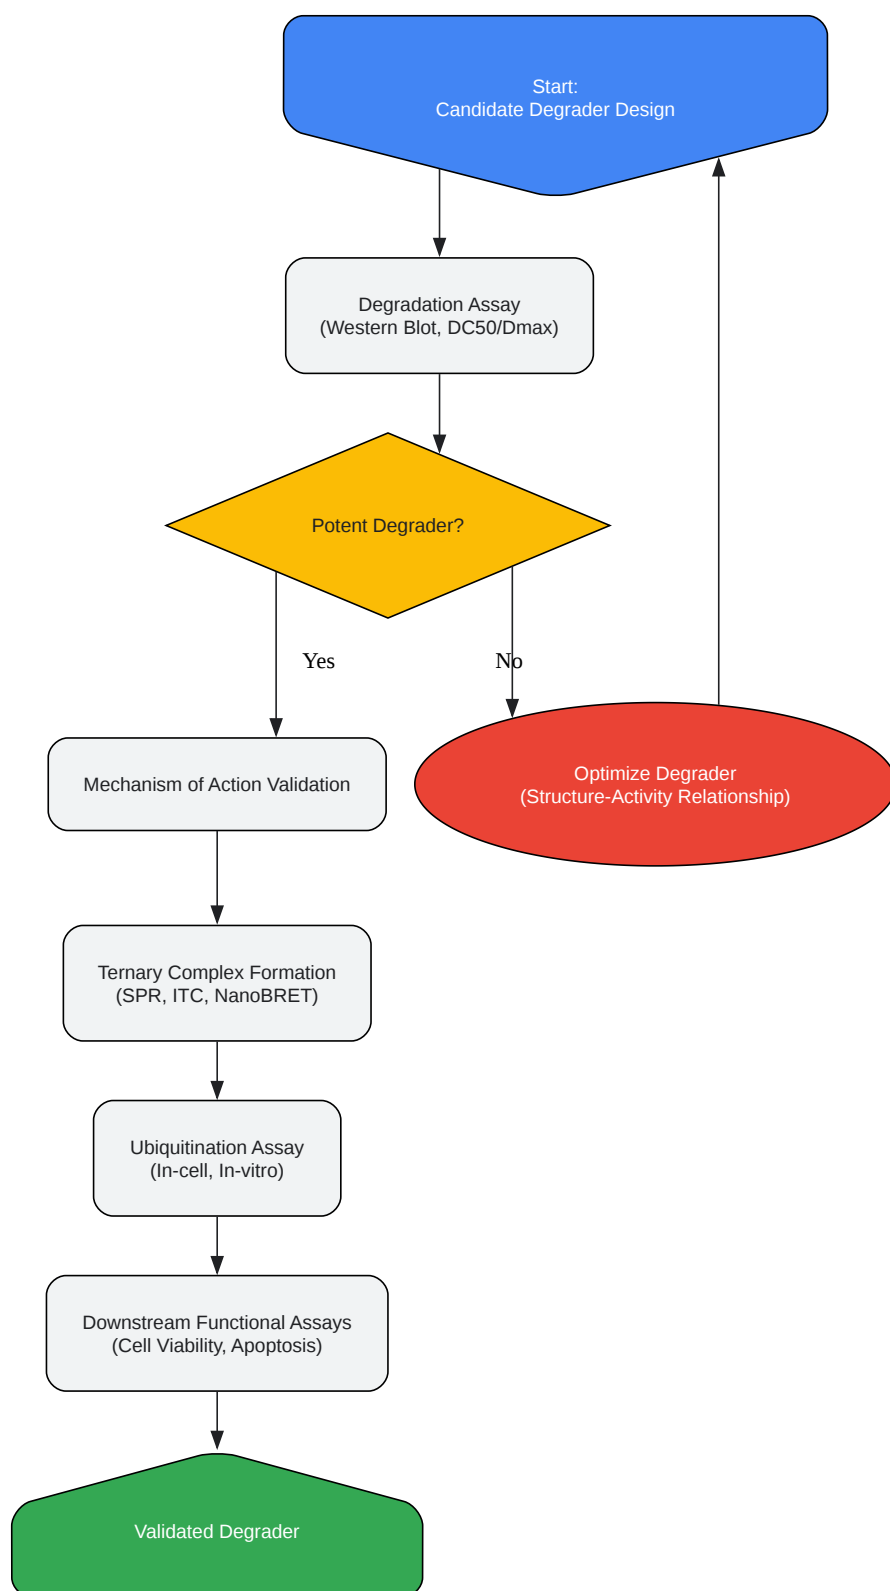 Start:
Candidate Degrader Design
Degradation Assay
(Western Blot, DC50/Dmax)
Potent Degrader?
Yes
No
Mechanism of Action Validation
Optimize Degrader
(Structure-Activity Relationship)
Ternary Complex Formation
(SPR, ITC, NanoBRET)
Ubiquitination Assay
(In-cell, In-vitro)
Downstream Functional Assays
(Cell Viability, Apoptosis)
Validated Degrader